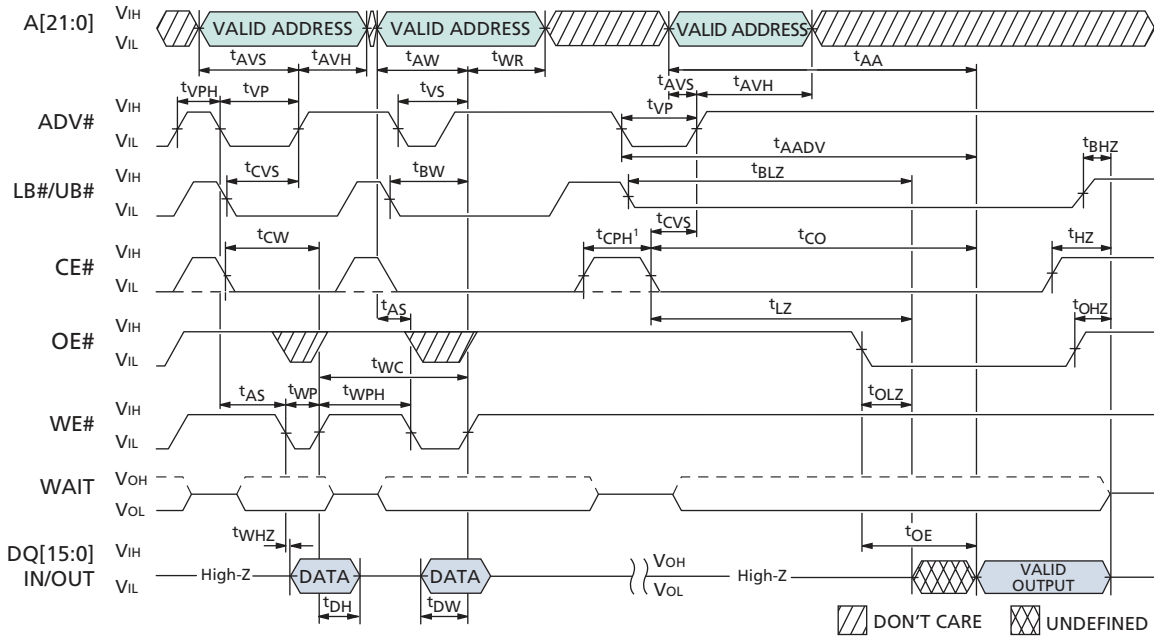 A[21:0] VIH VIL VALID ADDRESS VALID ADDRESS VALID ADDRESS
tAVS tAVH tAW tWR tAA
tVPH tVP tVS tAVS tAVH
tVP
ADV# VIH VIL
tAADV
tBHZ
LB#/UB# VIH VIL tCVS tBW tBLZ
tCVS
CE# VIH VIL tCW tCPH¹ tCO tHZ
tAS tLZ tOHZ
OE# VIH VIL
tWC
tAS tWP tWPH tOLZ
WE# VIH VIL
WAIT VOH VOL
tWHZ tOE
DQ[15:0] IN/OUT VIH VIL High-Z DATA DATA VOH VOL High-Z VALID OUTPUT
tDH tDW
DON'T CARE UNDEFINED